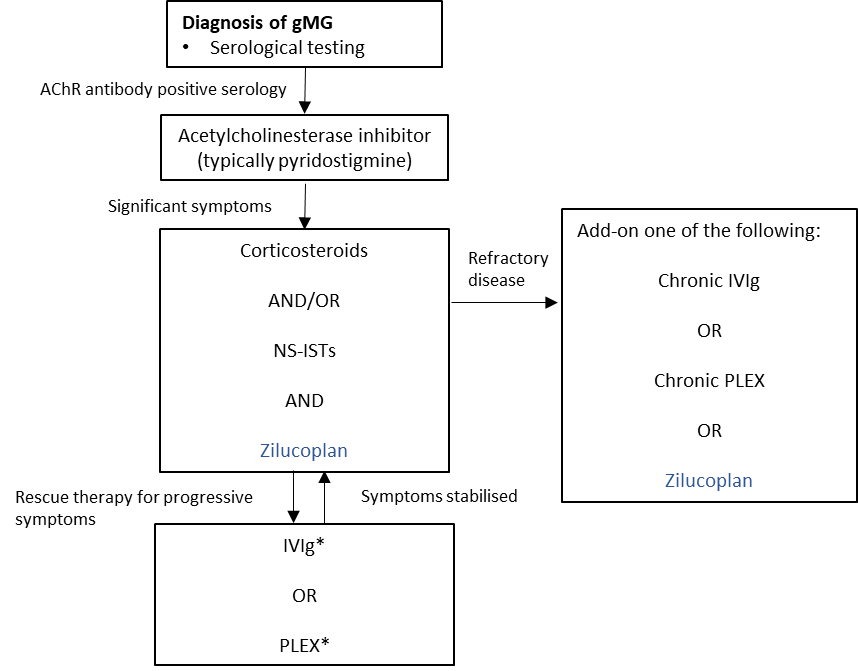 Diagnosis of gMG
• Serological testing
AChR antibody positive serology
Acetylcholinesterase inhibitor
(typically pyridostigmine)
Significant symptoms
Corticosteroids
AND/OR
NS-ISTs
AND
Zilucoplan
Refractory
disease
Add-on one of the following:
Chronic IVIg
OR
Chronic PLEX
OR
Zilucoplan
Rescue therapy for progressive
symptoms
Symptoms stabilised
IVIg*
OR
PLEX*